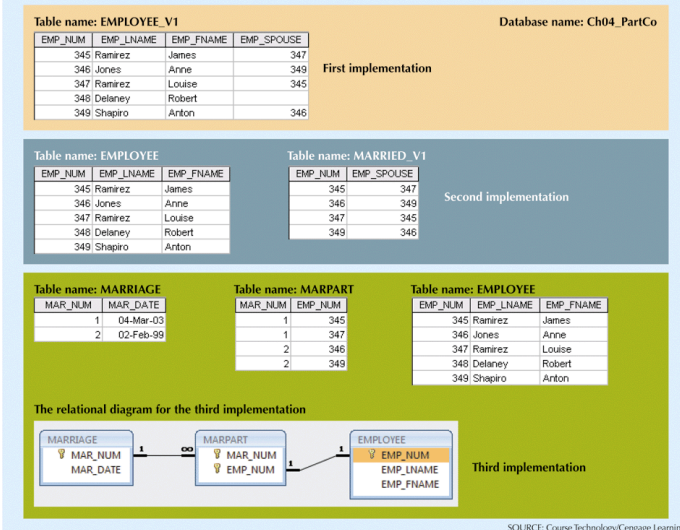 Table name: EMPLOYEE_V1
Database name: Ch04_PartCo
EMP_NUM EMP_LNAME EMP_FNAME EMP_SPOUSE
345 Ramirez James 347
346 Jones Anne 349
347 Ramirez Louise 345
348 Delaney Robert
349 Shapiro Anton 346
First implementation
Table name: EMPLOYEE
EMP_NUM EMP_LNAME EMP_FNAME
345 Ramirez James
346 Jones Anne
347 Ramirez Louise
348 Delaney Robert
349 Shapiro Anton
Table name: MARRIED_V1
EMP_NUM EMP_SPOUSE
345 347
346 349
347 345
349 346
Second implementation
Table name: MARRIAGE
MAR_NUM MAR_DATE
1 04-Mar-03
2 02-Feb-99
Table name: MARPART
MAR_NUM EMP_NUM
1 345
1 347
2 346
2 349
Table name: EMPLOYEE
EMP_NUM EMP_LNAME EMP_FNAME
345 Ramirez James
346 Jones Anne
347 Ramirez Louise
348 Delaney Robert
349 Shapiro Anton
The relational diagram for the third implementation
MARRIAGE
MAR_NUM
MAR_DATE
1 ∞
MARPART
MAR_NUM
EMP_NUM
1 1
EMPLOYEE
EMP_NUM
EMP_LNAME
EMP_FNAME
Third implementation
SOURCE: Course Technology/Cengage Learnin